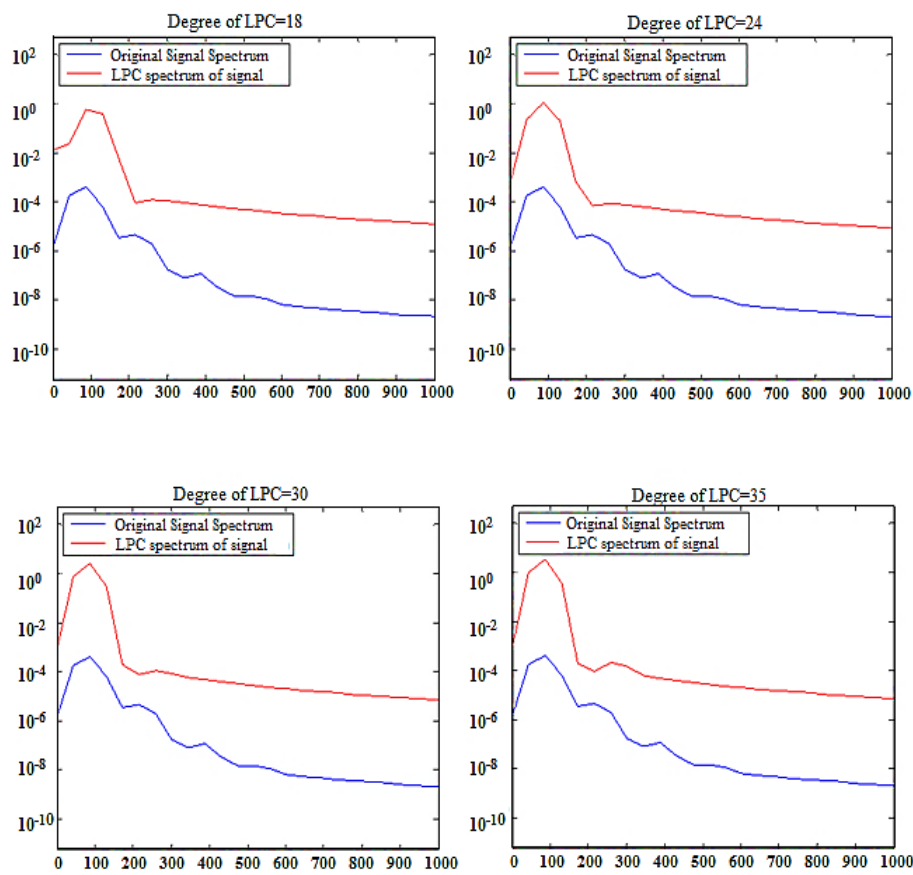 Degree of LPC=18
Original Signal Spectrum
LPC spectrum of signal
10^2
10^0
10^-2
10^-4
10^-6
10^-8
10^-10
0 100 200 300 400 500 600 700 800 900 1000
Degree of LPC=24
Original Signal Spectrum
LPC spectrum of signal
10^2
10^0
10^-2
10^-4
10^-6
10^-8
10^-10
0 100 200 300 400 500 600 700 800 900 1000
Degree of LPC=30
Original Signal Spectrum
LPC spectrum of signal
10^2
10^0
10^-2
10^-4
10^-6
10^-8
10^-10
0 100 200 300 400 500 600 700 800 900 1000
Degree of LPC=35
Original Signal Spectrum
LPC spectrum of signal
10^2
10^0
10^-2
10^-4
10^-6
10^-8
10^-10
0 100 200 300 400 500 600 700 800 900 1000